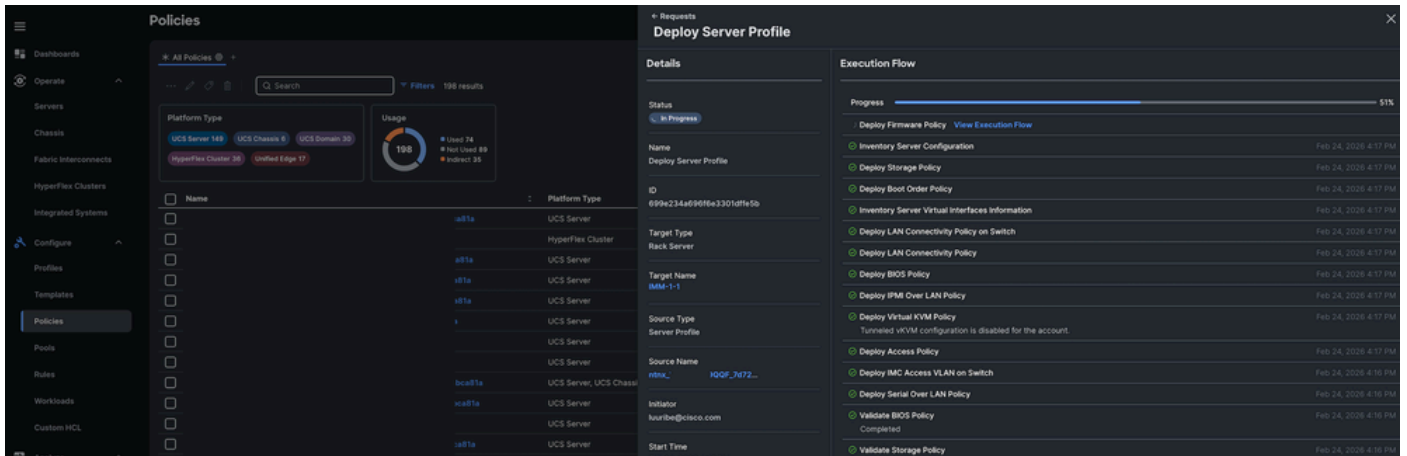 Policies
Dashboards
Operate
Servers
Chassis
Fabric Interconnects
HyperFlex Clusters
Integrated Systems
Configure
Profiles
Templates
Policies
Pools
Rules
Workloads
Custom HCL
All Policies
+
Search
Filters 198 results
Platform Type
UCS Server 149 UCS Chassis 6 UCS Domain 30
HyperFlex Cluster 38 Unified Edge 17
Usage
198
Used 74
Not Used 89
Indirect 35
Name Platform Type
UCS Server
HyperFlex Cluster
UCS Server
UCS Server
UCS Server
UCS Server
UCS Server
UCS Server
bca81a UCS Server, UCS Chassi
UCS Server
UCS Server
UCS Server
← Requests
Deploy Server Profile
Details
Status
In Progress
Name
Deploy Server Profile
ID
699e234a696f6e3301dffe5b
Target Type
Rack Server
Target Name
IMM-1-1
Source Type
Server Profile
Source Name
ntnx_ IQQF_7d72...
Initiator
luuribe@cisco.com
Start Time
Execution Flow
Progress 51%
Deploy Firmware Policy View Execution Flow
Inventory Server Configuration Feb 24, 2026 4:17 PM
Deploy Storage Policy Feb 24, 2026 4:17 PM
Deploy Boot Order Policy Feb 24, 2026 4:17 PM
Inventory Server Virtual Interfaces Information Feb 24, 2026 4:17 PM
Deploy LAN Connectivity Policy on Switch Feb 24, 2026 4:17 PM
Deploy LAN Connectivity Policy Feb 24, 2026 4:17 PM
Deploy BIOS Policy Feb 24, 2026 4:17 PM
Deploy IPMI Over LAN Policy Feb 24, 2026 4:17 PM
Deploy Virtual KVM Policy Feb 24, 2026 4:17 PM
Tunneled vKVM configuration is disabled for the account.
Deploy Access Policy Feb 24, 2026 4:17 PM
Deploy IMC Access VLAN on Switch Feb 24, 2026 4:16 PM
Deploy Serial Over LAN Policy Feb 24, 2026 4:16 PM
Validate BIOS Policy Feb 24, 2026 4:16 PM
Completed
Validate Storage Policy Feb 24, 2026 4:16 PM